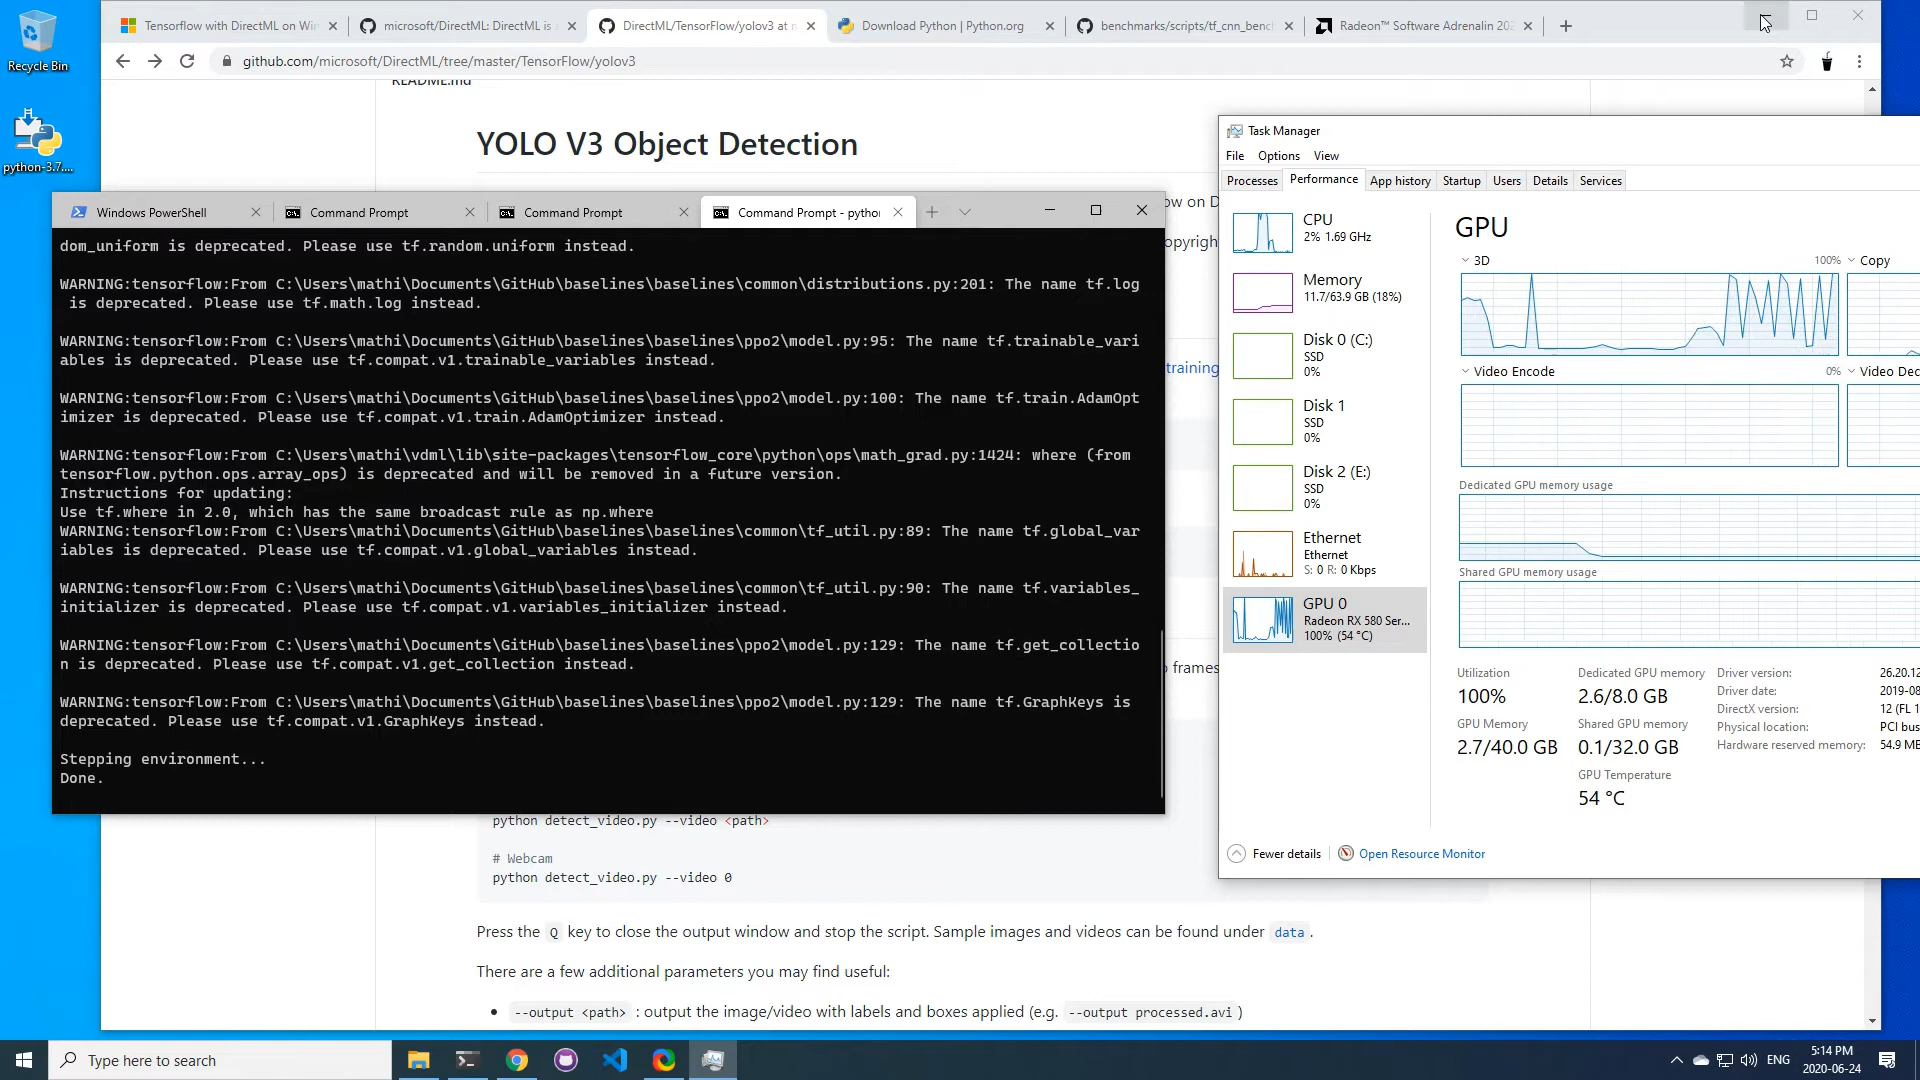 Recycle Bin
python-3.7....
Tensorflow with DirectML on Win
microsoft/DirectML: DirectML is a
DirectML/TensorFlow/yolov3 at m
Download Python | Python.org
benchmarks/scripts/tf_cnn_benc
Radeon™ Software Adrenalin 202
github.com/microsoft/DirectML/tree/master/TensorFlow/yolov3
README.md
YOLO V3 Object Detection
ow on D
opyrigh
training
o frames
Windows PowerShell
Command Prompt
Command Prompt
Command Prompt - python
dom_uniform is deprecated. Please use tf.random.uniform instead.
WARNING:tensorflow:From C:\Users\mathi\Documents\GitHub\baselines\baselines\common\distributions.py:201: The name tf.log
is deprecated. Please use tf.math.log instead.
WARNING:tensorflow:From C:\Users\mathi\Documents\GitHub\baselines\baselines\ppo2\model.py:95: The name tf.trainable_vari
ables is deprecated. Please use tf.compat.v1.trainable_variables instead.
WARNING:tensorflow:From C:\Users\mathi\Documents\GitHub\baselines\baselines\ppo2\model.py:100: The name tf.train.AdamOpt
imizer is deprecated. Please use tf.compat.v1.train.AdamOptimizer instead.
WARNING:tensorflow:From C:\Users\mathi\vdml\lib\site-packages\tensorflow_core\python\ops\math_grad.py:1424: where (from
tensorflow.python.ops.array_ops) is deprecated and will be removed in a future version.
Instructions for updating:
Use tf.where in 2.0, which has the same broadcast rule as np.where
WARNING:tensorflow:From C:\Users\mathi\Documents\GitHub\baselines\baselines\common\tf_util.py:89: The name tf.global_var
iables is deprecated. Please use tf.compat.v1.global_variables instead.
WARNING:tensorflow:From C:\Users\mathi\Documents\GitHub\baselines\baselines\common\tf_util.py:90: The name tf.variables_
initializer is deprecated. Please use tf.compat.v1.variables_initializer instead.
WARNING:tensorflow:From C:\Users\mathi\Documents\GitHub\baselines\baselines\ppo2\model.py:129: The name tf.get_collectio
n is deprecated. Please use tf.compat.v1.get_collection instead.
WARNING:tensorflow:From C:\Users\mathi\Documents\GitHub\baselines\baselines\ppo2\model.py:129: The name tf.GraphKeys is
deprecated. Please use tf.compat.v1.GraphKeys instead.
Stepping environment...
Done.
python detect_video.py --video <path>
# Webcam
python detect_video.py --video 0
Press the Q key to close the output window and stop the script. Sample images and videos can be found under data.
There are a few additional parameters you may find useful:
--output <path> : output the image/video with labels and boxes applied (e.g. --output processed.avi )
Task Manager
File Options View
Processes Performance App history Startup Users Details Services
CPU
2% 1.69 GHz
Memory
11.7/63.9 GB (18%)
Disk 0 (C:)
SSD
0%
Disk 1
SSD
0%
Disk 2 (E:)
SSD
0%
Ethernet
Ethernet
S: 0 R: 0 Kbps
GPU 0
Radeon RX 580 Ser...
100% (54 °C)
GPU
3D 100% Copy
Video Encode 0% Video Dec
Dedicated GPU memory usage
Shared GPU memory usage
Utilization
100%
Dedicated GPU memory
2.6/8.0 GB
GPU Memory
2.7/40.0 GB
Shared GPU memory
0.1/32.0 GB
GPU Temperature
54 °C
Driver version: 26.20.12
Driver date: 2019-08
DirectX version: 12 (FL 1
Physical location: PCI bus
Hardware reserved memory: 54.9 MB
Fewer details Open Resource Monitor
Type here to search
ENG
5:14 PM
2020-06-24